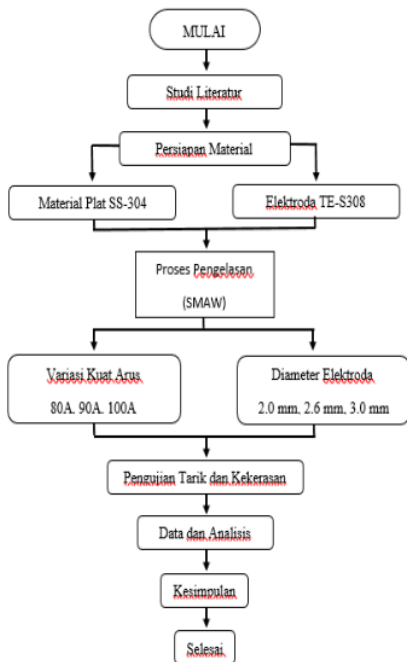 MULAI
Studi Literatur
Persiapan Material
Material Plat SS-304
Elektroda TE-S308
Proses Pengelasan
(SMAW)
Variasi Kuat Arus
80A. 90A. 100A
Diameter Elektroda
2.0 mm, 2.6 mm, 3.0 mm
Pengujian Tarik dan Kekerasan
Data dan Analisis
Kesimpulan
Selesai